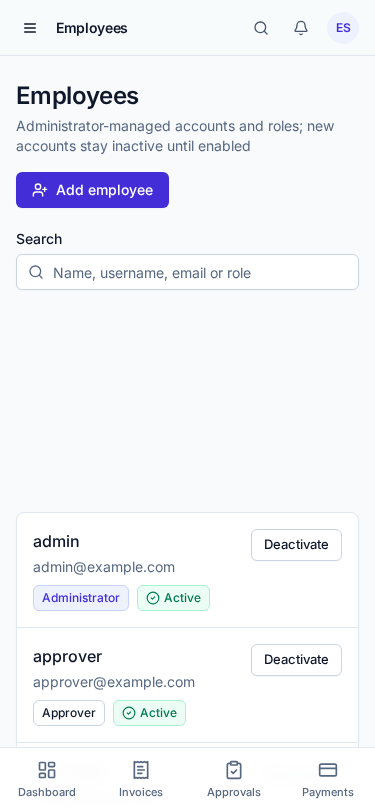 Employees
ES
Employees
Administrator-managed accounts and roles; new
accounts stay inactive until enabled
Add employee
Search
Name, username, email or role
admin
Deactivate
admin@example.com
Administrator
Active
approver
Deactivate
approver@example.com
Approver
Active
Dashboard
Invoices
Approvals
Payments